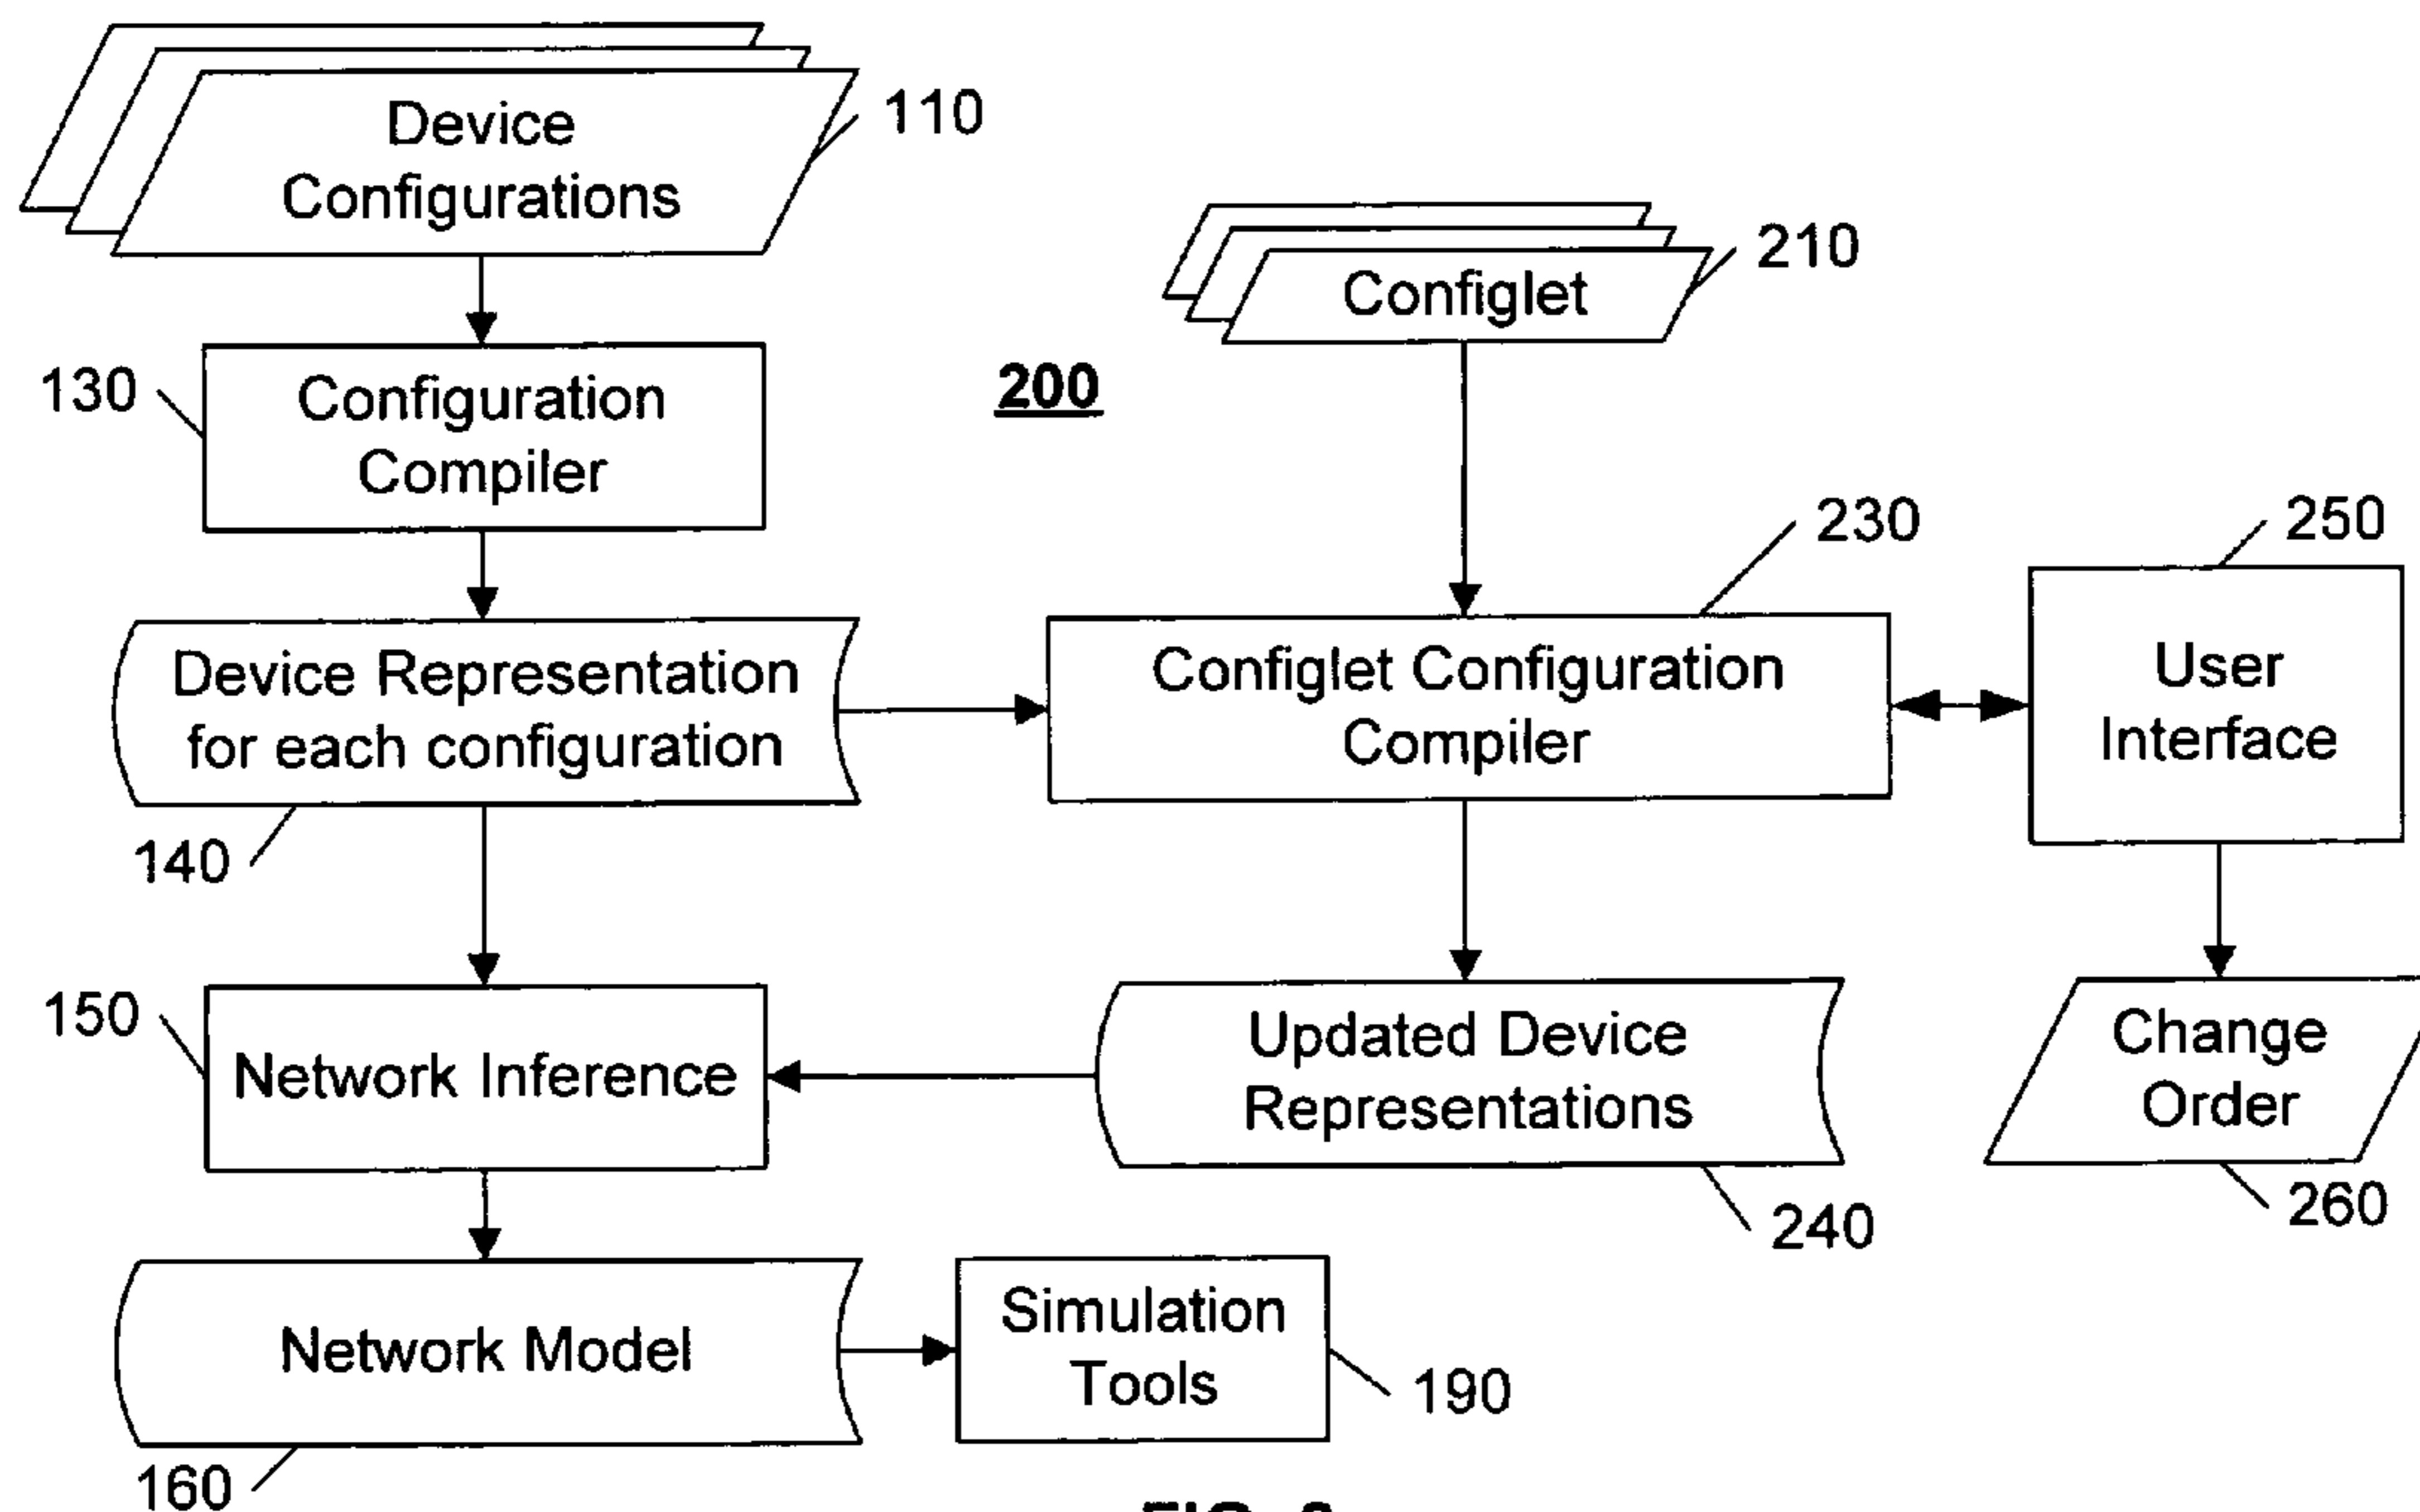 Device
Configurations
110
Configlet
210
130
Configuration
Compiler
200
230
250
Device Representation
for each configuration
140
Configlet Configuration
Compiler
User
Interface
150
Network Inference
Updated Device
Representations
240
Change
Order
260
Network Model
160
Simulation
Tools
190